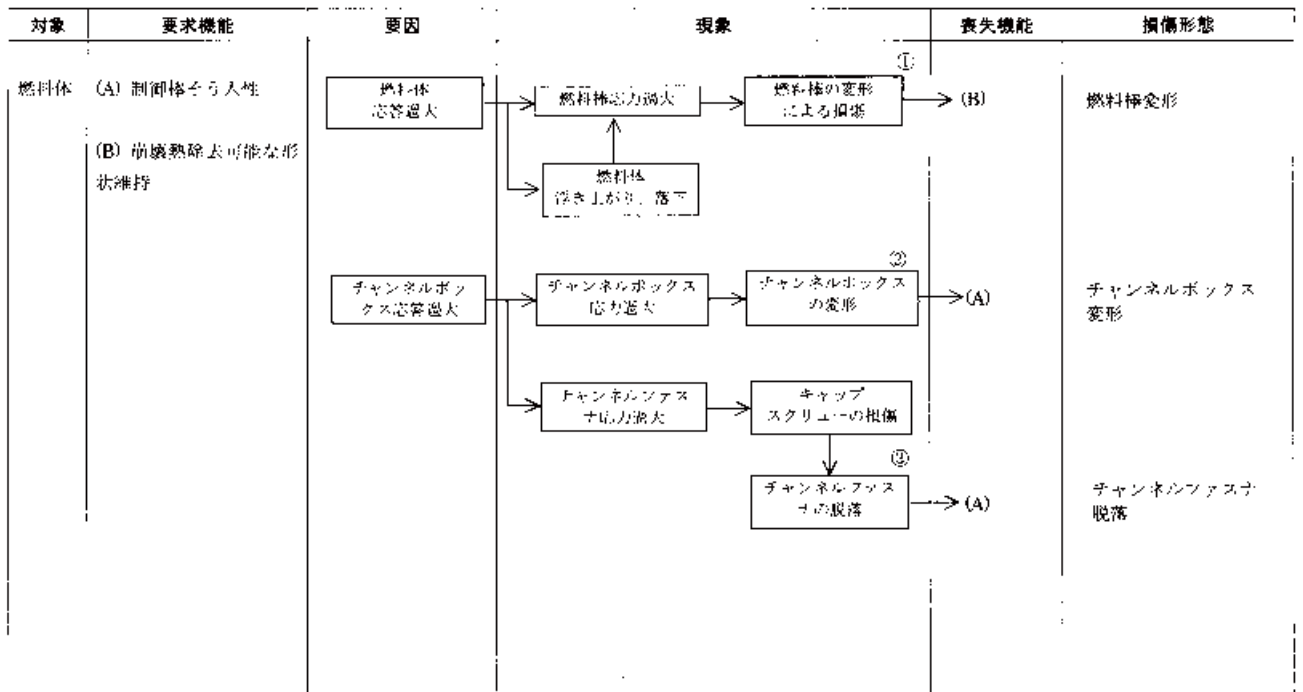 対象 要求機能 要因 現象 喪失機能 損傷形態
燃料体 (A) 制御棒そう入性
(B) 崩壊熱除去可能な形
状維持
燃料体
応答過大
燃料棒応力過大
①
燃料棒の変形
による損傷
(B)
燃料棒変形
燃料体
浮き上がり、落下
チャンネルボッ
クス応答過大
チャンネルボックス
応力過大
②
チャンネルボックス
の変形
(A)
チャンネルボックス
変形
チャンネルファス
ナ応力過大
キャップ
スクリューの損傷
③
チャンネルファス
ナの脱落
(A)
チャンネルファスナ
脱落